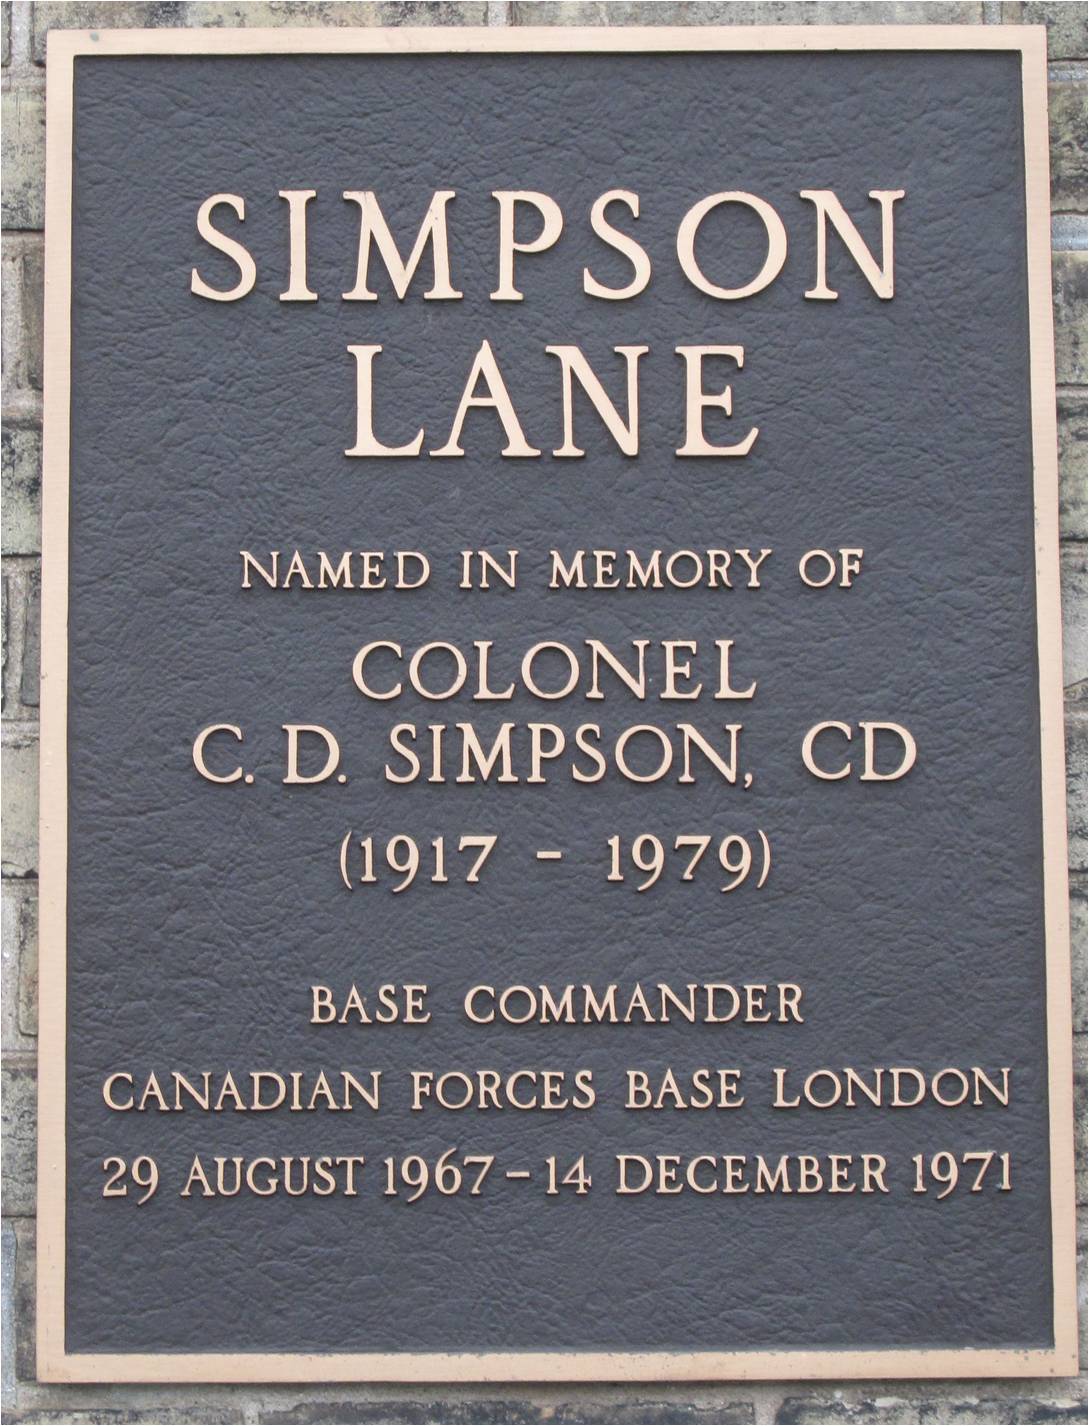 SIMPSON
LANE
NAMED IN MEMORY OF
COLONEL
C. D. SIMPSON, CD
(1917 - 1979)
BASE COMMANDER
CANADIAN FORCES BASE LONDON
29 AUGUST 1967 - 14 DECEMBER 1971